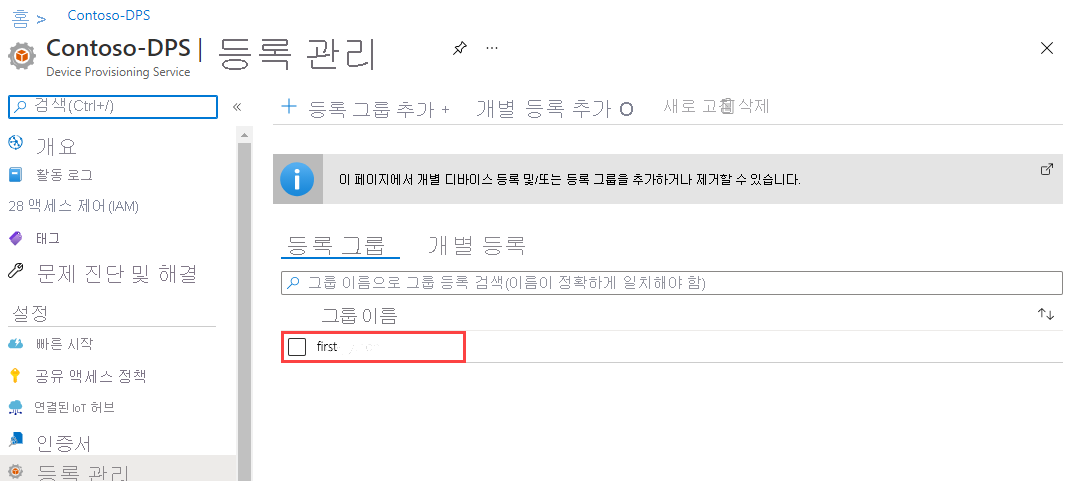 홈 > Contoso-DPS
Contoso-DPS | 등록 관리 ...
Device Provisioning Service
검색(Ctrl+/) «
개요
활동 로그
28 액세스 제어(IAM)
태그
문제 진단 및 해결
설정
빠른 시작
공유 액세스 정책
연결된 IoT 허브
인증서
등록 관리
+ 등록 그룹 추가 + 개별 등록 추가 O 새로 고침 삭제
이 페이지에서 개별 디바이스 등록 및/또는 등록 그룹을 추가하거나 제거할 수 있습니다.
등록 그룹 개별 등록
그룹 이름으로 그룹 등록 검색(이름이 정확하게 일치해야 함)
그룹 이름
first